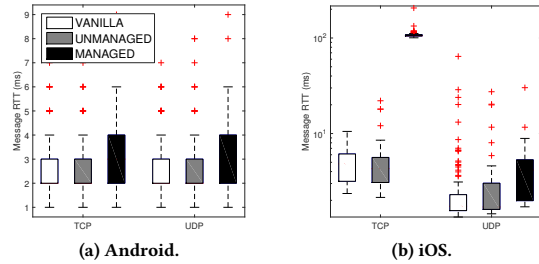 VANILLA
UNMANAGED
MANAGED
Message RTT (ms)
9
8
7
6
5
4
3
2
1
TCP
UDP
(a) Android.
Message RTT (ms)
10²
10¹
TCP
UDP
(b) iOS.